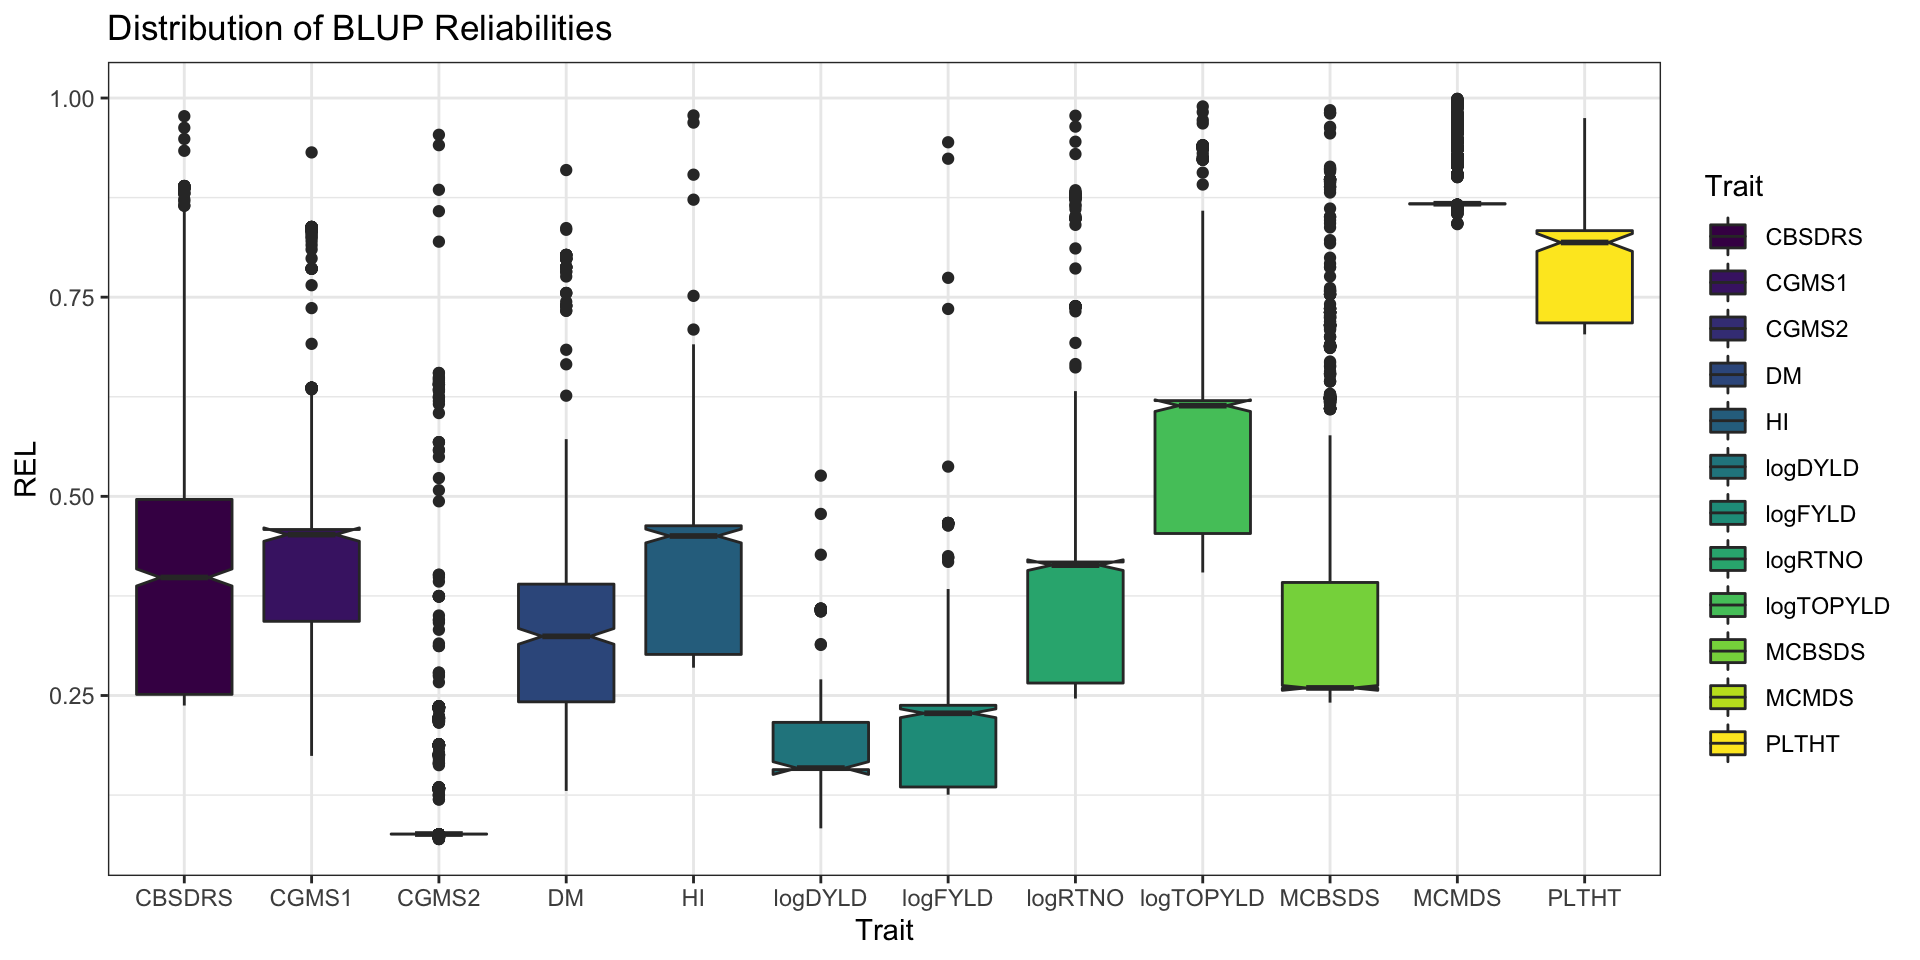 Distribution of BLUP Reliabilities
REL
1.00
0.75
0.50
0.25
CBSDRS CGMS1 CGMS2 DM HI logDYLD logFYLD logRTNO logTOPYLD MCBSDS MCMDS PLTHT
Trait
Trait
CBSDRS
CGMS1
CGMS2
DM
HI
logDYLD
logFYLD
logRTNO
logTOPYLD
MCBSDS
MCMDS
PLTHT